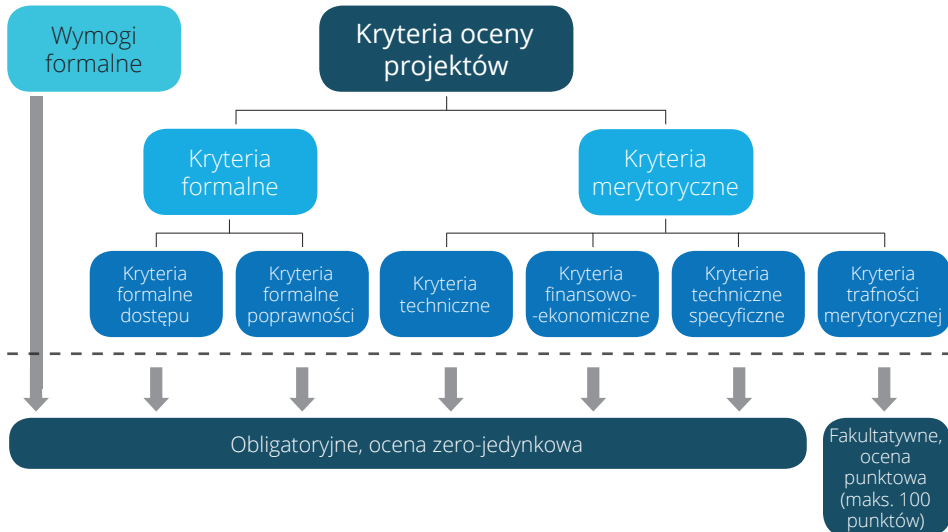 Wymogi
formalne
Kryteria oceny
projektów
Kryteria
formalne
Kryteria
merytoryczne
Kryteria
formalne
dostępu
Kryteria
formalne
poprawności
Kryteria
techniczne
Kryteria
finansowo-
-ekonomiczne
Kryteria
techniczne
specyficzne
Kryteria
trafności
merytorycznej
Obligatoryjne, ocena zero-jedynkowa
Fakultatywne,
ocena
punktowa
(maks. 100
punktów)